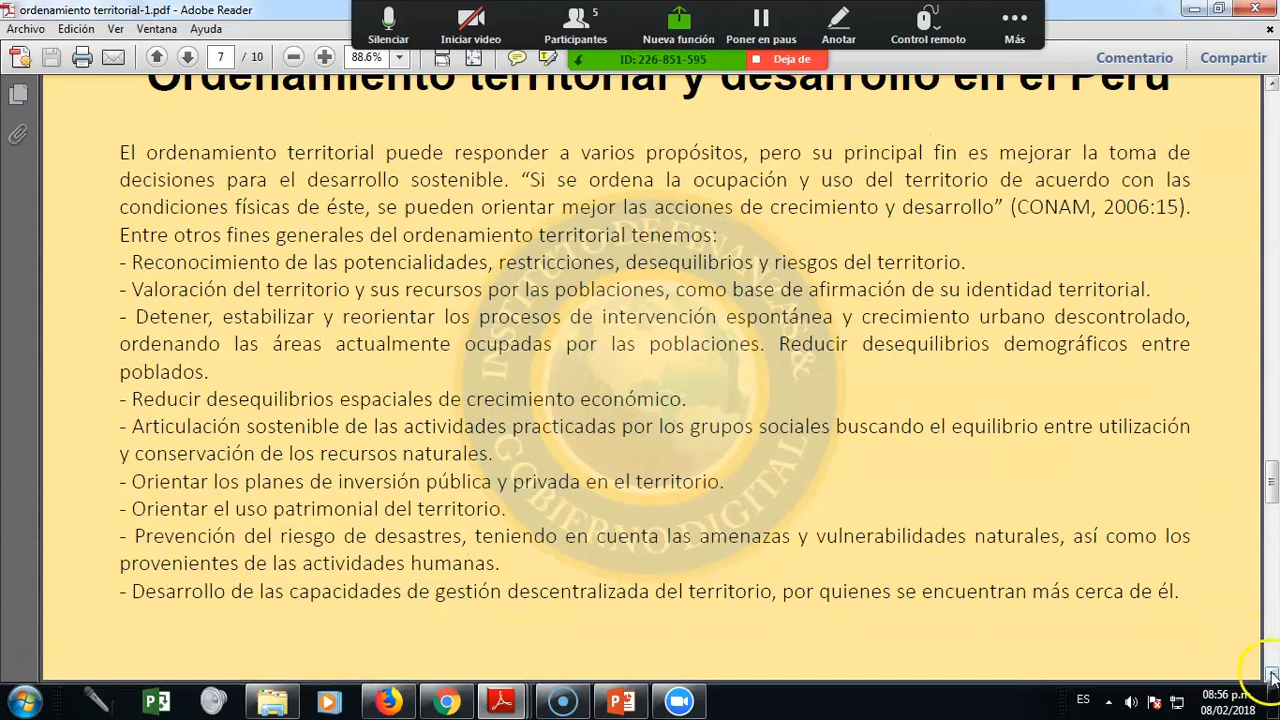 ordenamiento territorial-1.pdf - Adobe Reader
Archivo Edición Ver Ventana Ayuda
Silenciar
Iniciar video
5
Participantes
Nueva función
Poner en paus
Anotar
Control remoto
Más
ID: 226-851-595
Deja de
7 / 10
88.6%
Comentario
Compartir
Ordenamiento territorial y desarrollo en el Perú
El ordenamiento territorial puede responder a varios propósitos, pero su principal fin es mejorar la toma de
decisiones para el desarrollo sostenible. “Si se ordena la ocupación y uso del territorio de acuerdo con las
condiciones físicas de éste, se pueden orientar mejor las acciones de crecimiento y desarrollo” (CONAM, 2006:15).
Entre otros fines generales del ordenamiento territorial tenemos:
- Reconocimiento de las potencialidades, restricciones, desequilibrios y riesgos del territorio.
- Valoración del territorio y sus recursos por las poblaciones, como base de afirmación de su identidad territorial.
- Detener, estabilizar y reorientar los procesos de intervención espontánea y crecimiento urbano descontrolado,
ordenando las áreas actualmente ocupadas por las poblaciones. Reducir desequilibrios demográficos entre
poblados.
- Reducir desequilibrios espaciales de crecimiento económico.
- Articulación sostenible de las actividades practicadas por los grupos sociales buscando el equilibrio entre utilización
y conservación de los recursos naturales.
- Orientar los planes de inversión pública y privada en el territorio.
- Orientar el uso patrimonial del territorio.
- Prevención del riesgo de desastres, teniendo en cuenta las amenazas y vulnerabilidades naturales, así como los
provenientes de las actividades humanas.
- Desarrollo de las capacidades de gestión descentralizada del territorio, por quienes se encuentran más cerca de él.
INSTITUTO DE FINANZAS &
GOBIERNO DIGITAL
ES
08:56 p.m.
08/02/2018